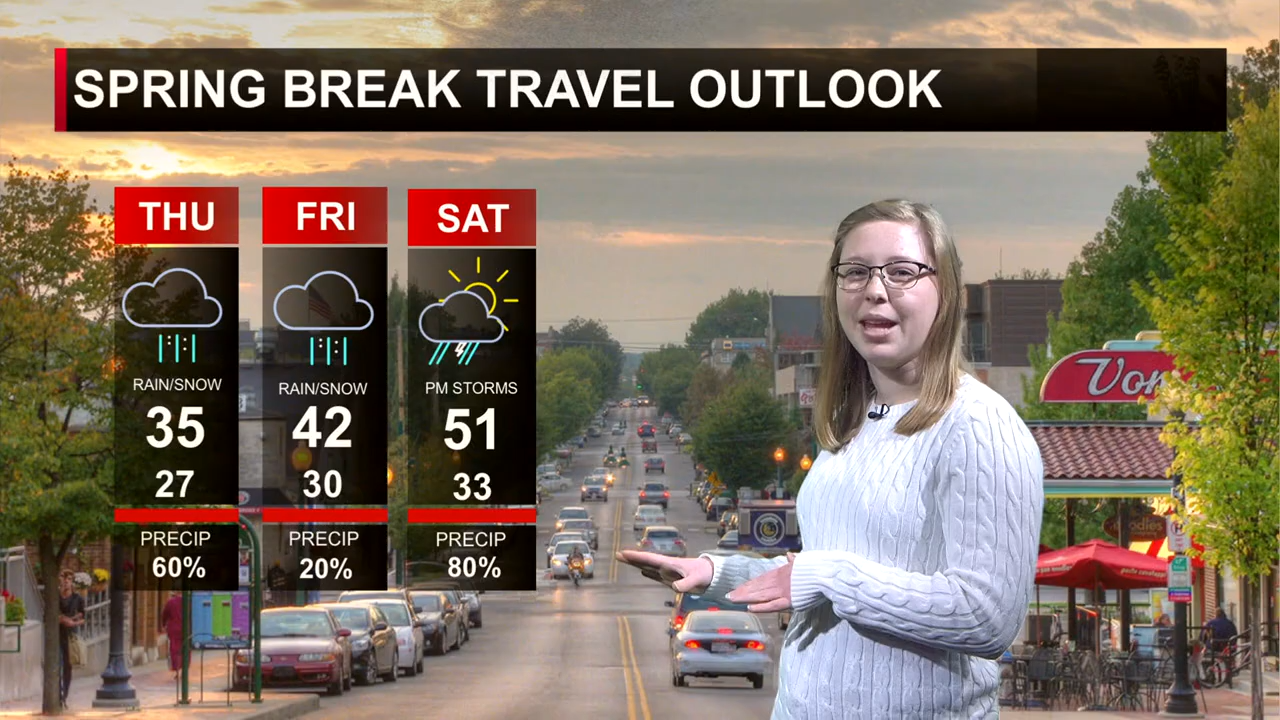 SPRING BREAK TRAVEL OUTLOOK
THU
FRI
SAT
RAIN/SNOW
RAIN/SNOW
PM STORMS
35
42
51
27
30
33
PRECIP
PRECIP
PRECIP
60%
20%
80%
Von